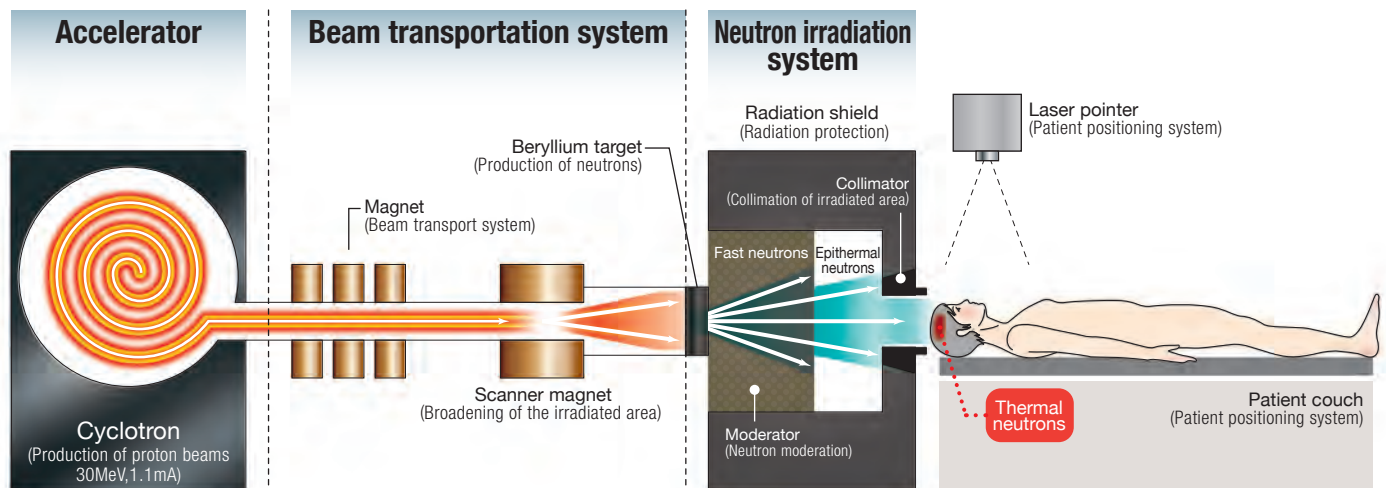 Accelerator
Beam transportation system
Neutron irradiation
system
Radiation shield
(Radiation protection)
Laser pointer
(Patient positioning system)
Beryllium target
(Production of neutrons)
Collimator
(Collimation of irradiated area)
Magnet
(Beam transport system)
Fast neutrons
Epithermal
neutrons
Scanner magnet
(Broadening of the irradiated area)
Cyclotron
(Production of proton beams
30MeV,1.1mA)
Moderator
(Neutron moderation)
Thermal
neutrons
Patient couch
(Patient positioning system)